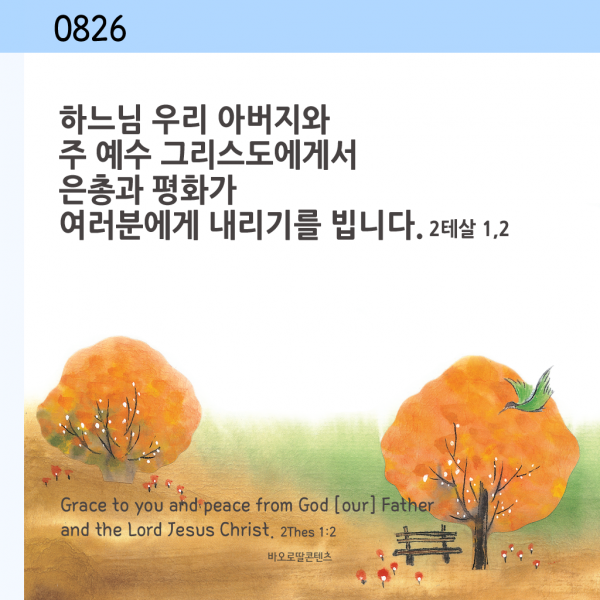 0826
하느님 우리 아버지와
주 예수 그리스도에게서
은총과 평화가
여러분에게 내리기를 빕니다. 2테살 1,2
Grace to you and peace from God [our] Father
and the Lord Jesus Christ. 2Thes 1:2
바오로딸콘텐츠